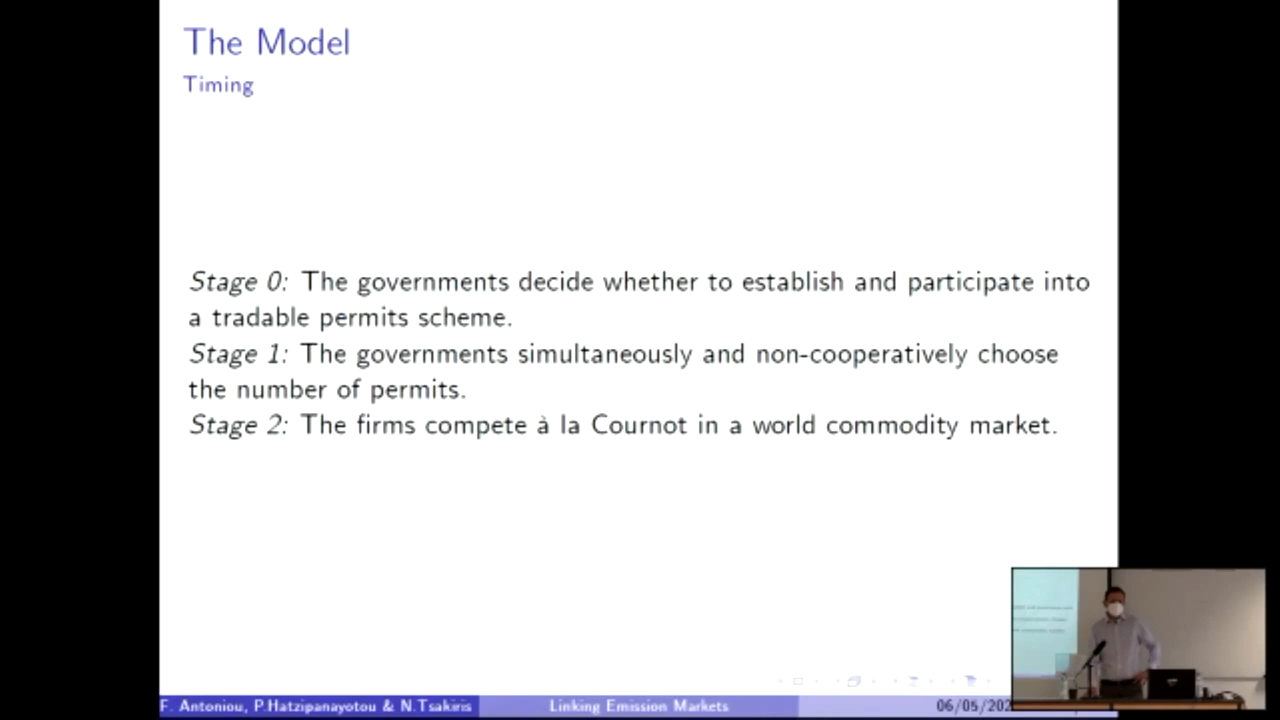 The Model
Timing
Stage 0: The governments decide whether to establish and participate into
a tradable permits scheme.
Stage 1: The governments simultaneously and non-cooperatively choose
the number of permits.
Stage 2: The firms compete à la Cournot in a world commodity market.
F. Antoniou, P.Hatzipanayotou & N.Tsakiris
Linking Emission Markets
06/05/202